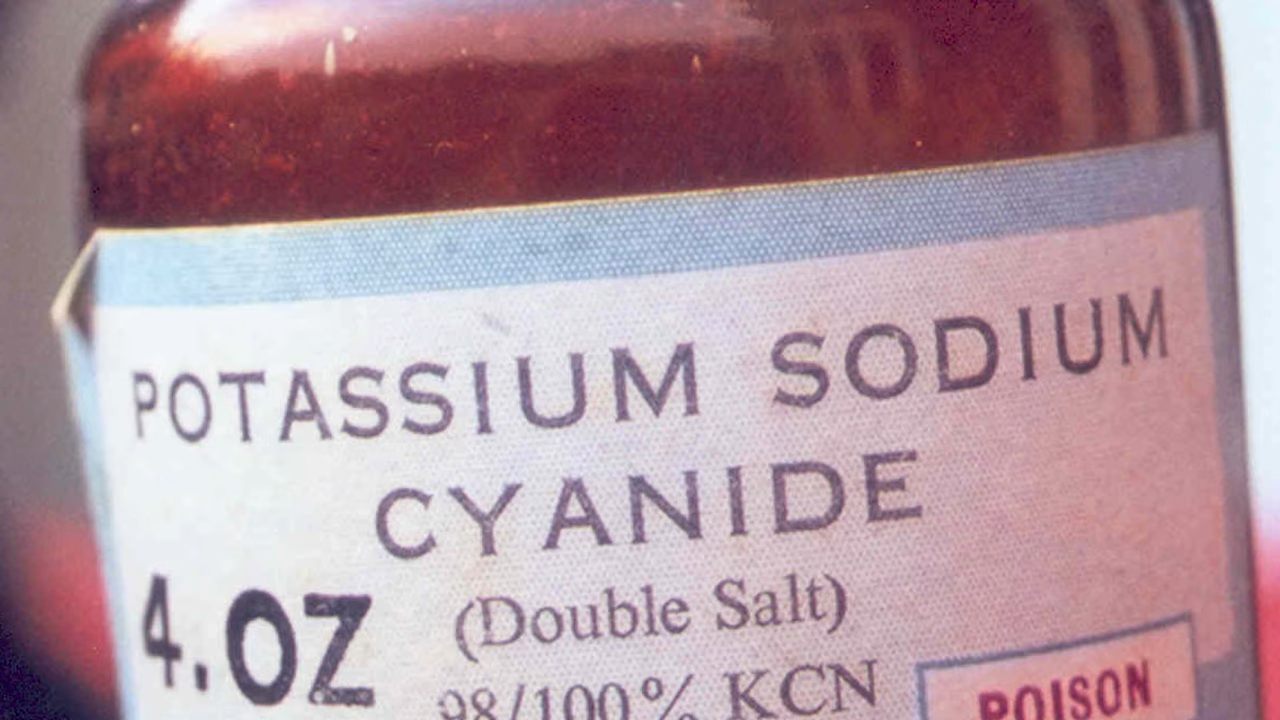 POTASSIUM SODIUM
CYANIDE
4.OZ
(Double Salt)
98/100% KCN
POISON